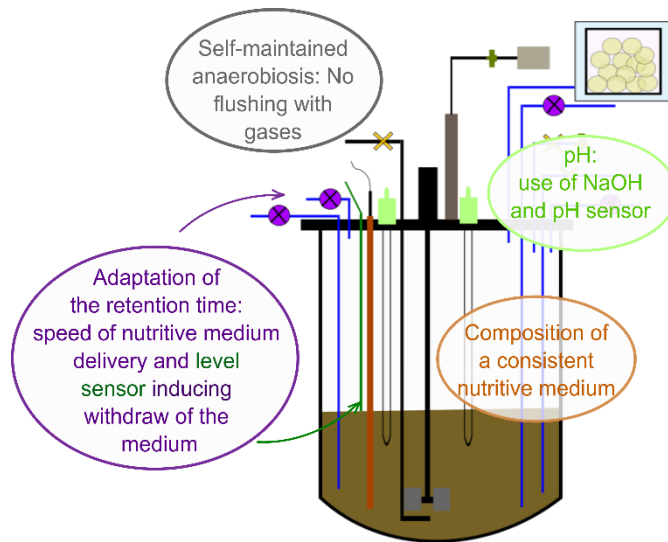 Self-maintained
anaerobiosis: No
flushing with
gases
pH:
use of NaOH
and pH sensor
Adaptation of
the retention time:
speed of nutritive medium
delivery and level
sensor inducing
withdraw of the
medium
Composition of
a consistent
nutritive medium